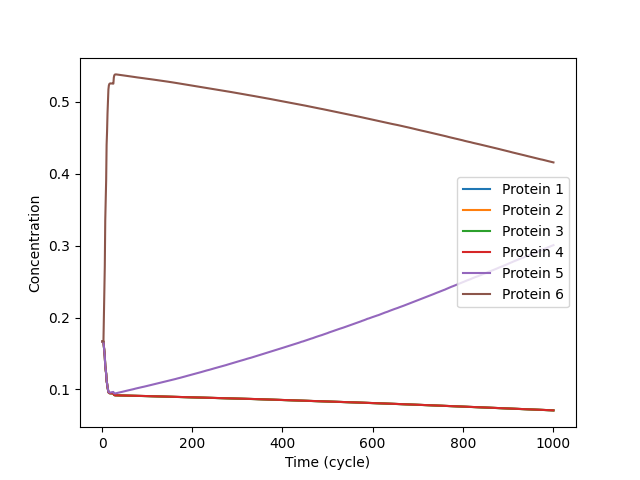 0.5
0.4
0.3
0.2
0.1
Concentration
Protein 1
Protein 2
Protein 3
Protein 4
Protein 5
Protein 6
0 200 400 600 800 1000
Time (cycle)